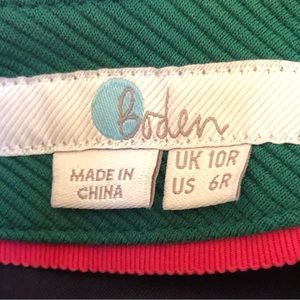 Boden
MADE IN
CHINA
UK 10R
US 6R